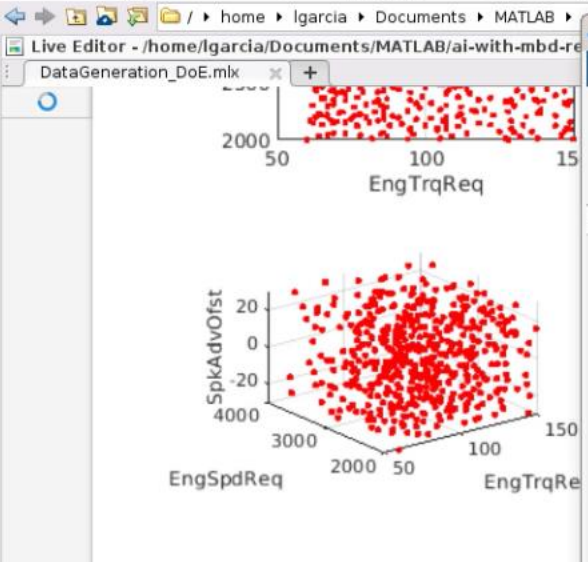 / ▸ home ▸ lgarcia ▸ Documents ▸ MATLAB ▸
Live Editor - /home/lgarcia/Documents/MATLAB/ai-with-mbd-re
DataGeneration_DoE.mlx × +
2000
50 100 15
EngTrqReq
SpkAdvOfst
20
0
-20
4000
3000
2000
50
100
150
EngSpdReq
EngTrqRe